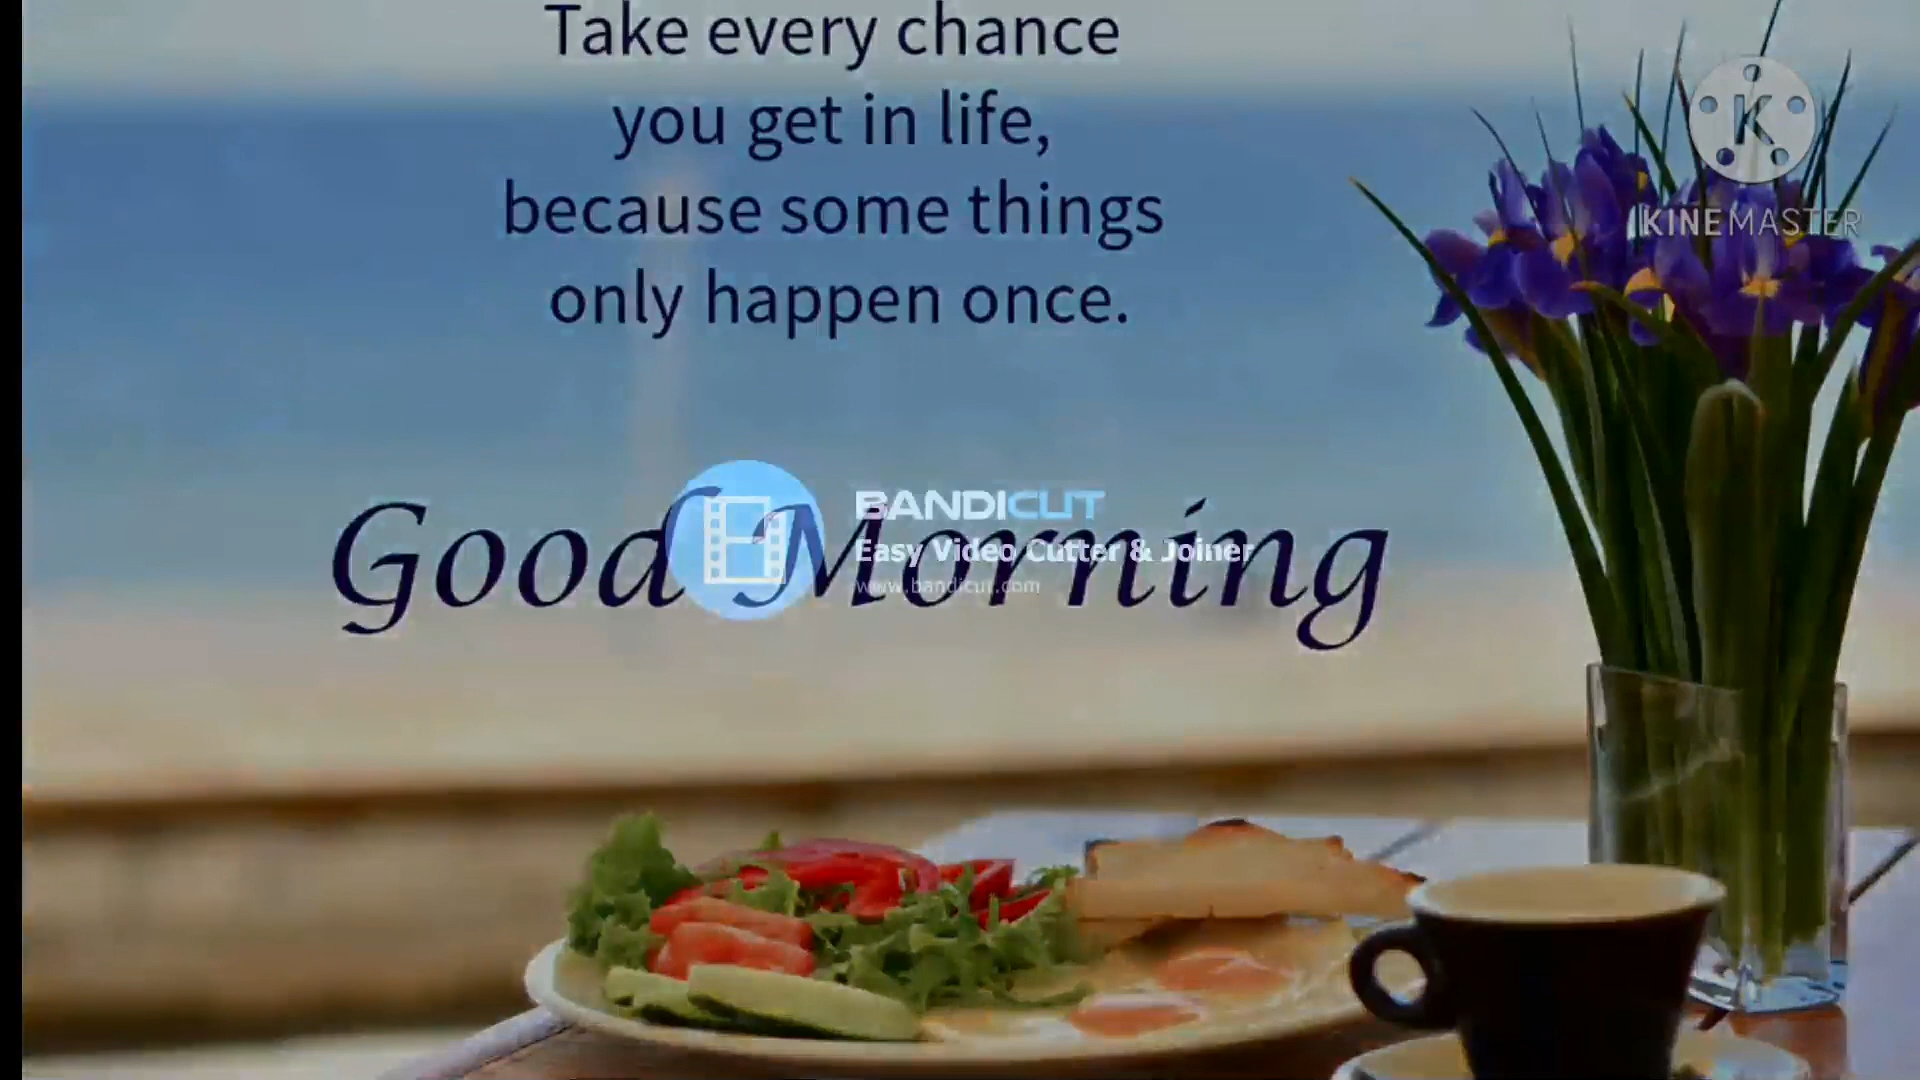 Take every chance
you get in life,
because some things
only happen once.
K
KINEMASTER
Good Morning
BANDICUT
Easy Video Cutter & Joiner
www.bandicut.com